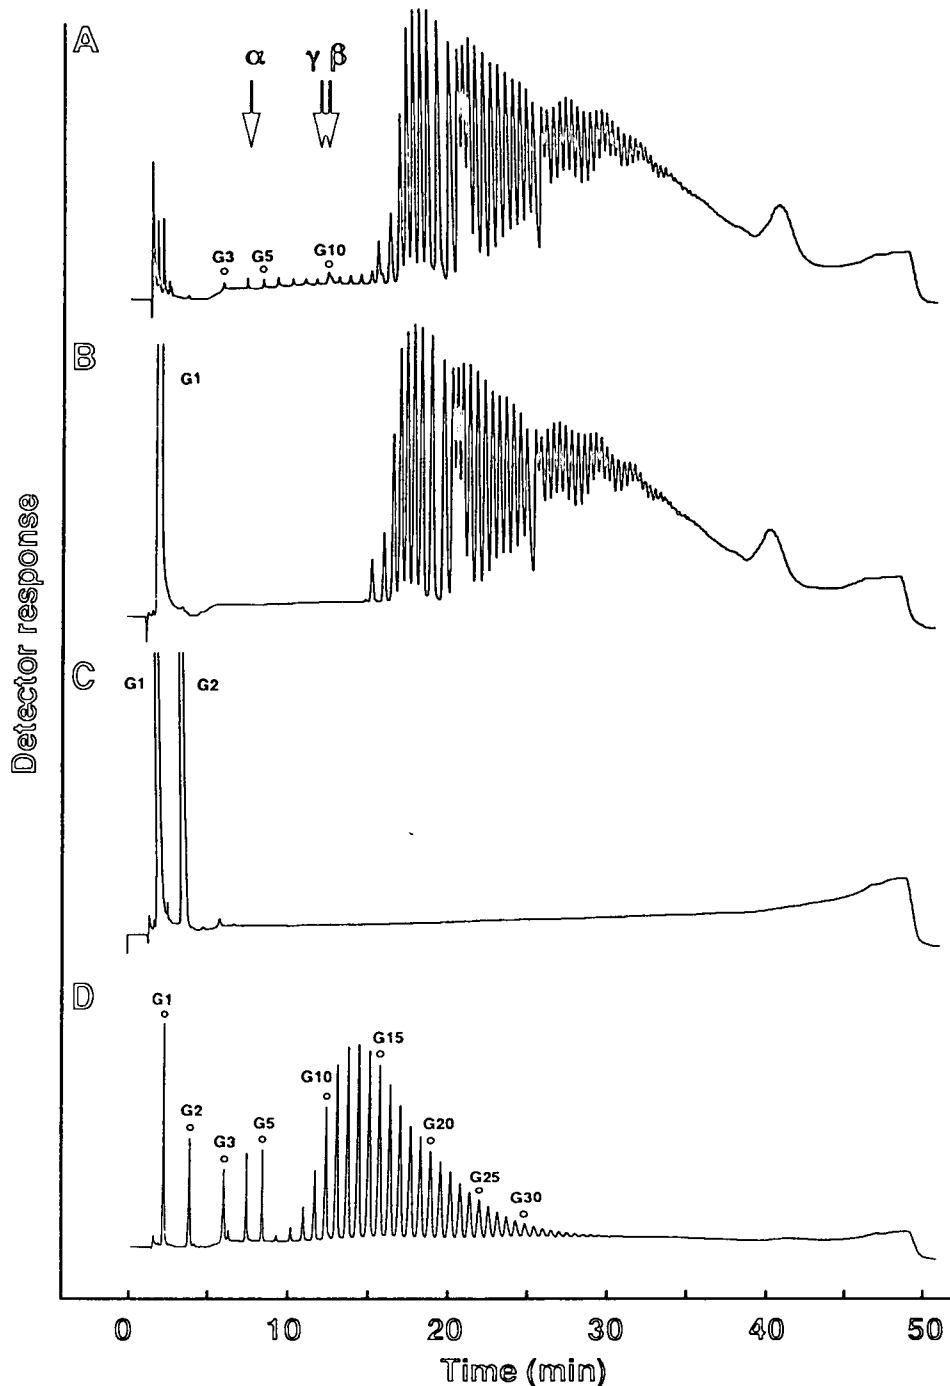 A
α
γ β
G3
G5
G10
B
G1
C
G1
G2
D
G1
G2
G3
G5
G10
G15
G20
G25
G30
Detector response
0 10 20 30 40 50
Time (min)